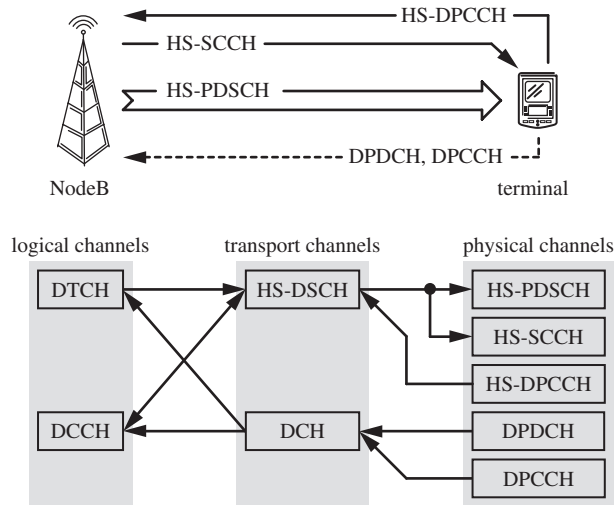 HS-DPCCH
HS-SCCH
HS-PDSCH
DPDCH, DPCCH
NodeB terminal
logical channels transport channels physical channels
DTCH HS-DSCH HS-PDSCH
HS-SCCH
HS-DPCCH
DCCH DCH DPDCH
DPCCH